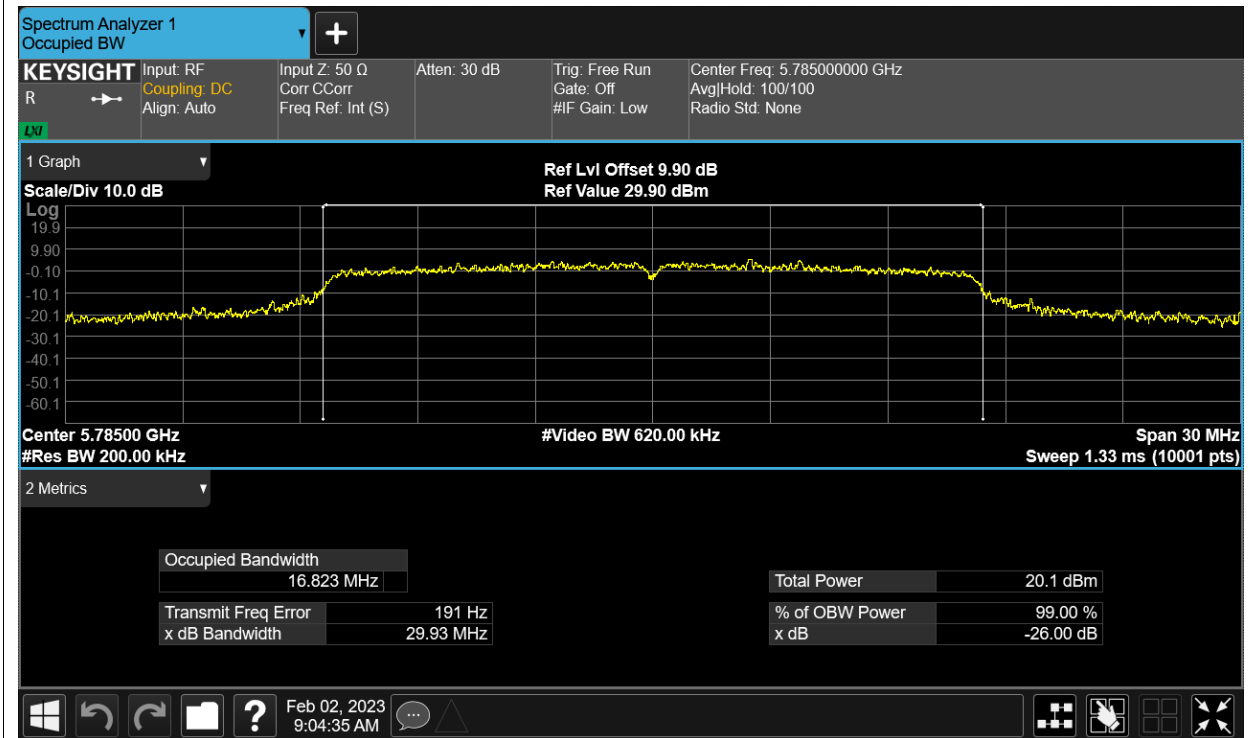 Spectrum Analyzer 1
Occupied BW
KEYSIGHT
R
LXI
Input: RF
Coupling: DC
Align: Auto
Input Z: 50 Ω
Corr CCorr
Freq Ref: Int (S)
Atten: 30 dB
Trig: Free Run
Gate: Off
#IF Gain: Low
Center Freq: 5.785000000 GHz
Avg|Hold: 100/100
Radio Std: None
1 Graph
Scale/Div 10.0 dB
Ref Lvl Offset 9.90 dB
Ref Value 29.90 dBm
Log
19.9
9.90
-0.10
-10.1
-20.1
-30.1
-40.1
-50.1
-60.1
Center 5.78500 GHz
#Res BW 200.00 kHz
#Video BW 620.00 kHz
Span 30 MHz
Sweep 1.33 ms (10001 pts)
2 Metrics
Occupied Bandwidth
16.823 MHz
Transmit Freq Error 191 Hz
x dB Bandwidth 29.93 MHz
Total Power 20.1 dBm
% of OBW Power 99.00 %
x dB -26.00 dB
?
Feb 02, 2023
9:04:35 AM